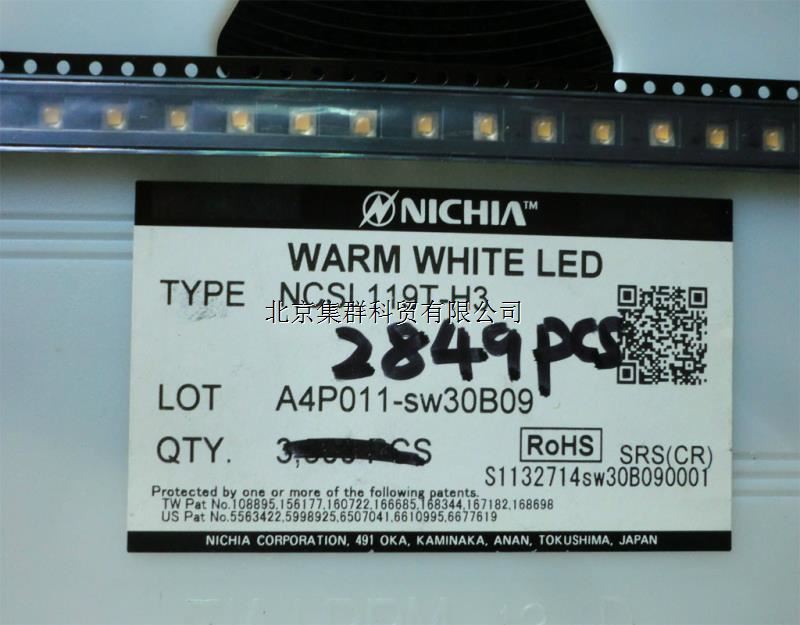 NICHIA™
WARM WHITE LED
TYPE NCSL119T-H3
北京集群科贸有限公司
2849pcs
LOT A4P011-sw30B09
QTY. PCS
RoHS SRS(CR)
S1132714sw30B090001
Protected by one or more of the following patents.
TW Pat No.108895,156177,160722,166685,168344,167182,168698
US Pat No.5563422,5998925,6507041,6610995,6677619
NICHIA CORPORATION, 491 OKA, KAMINAKA, ANAN, TOKUSHIMA, JAPAN